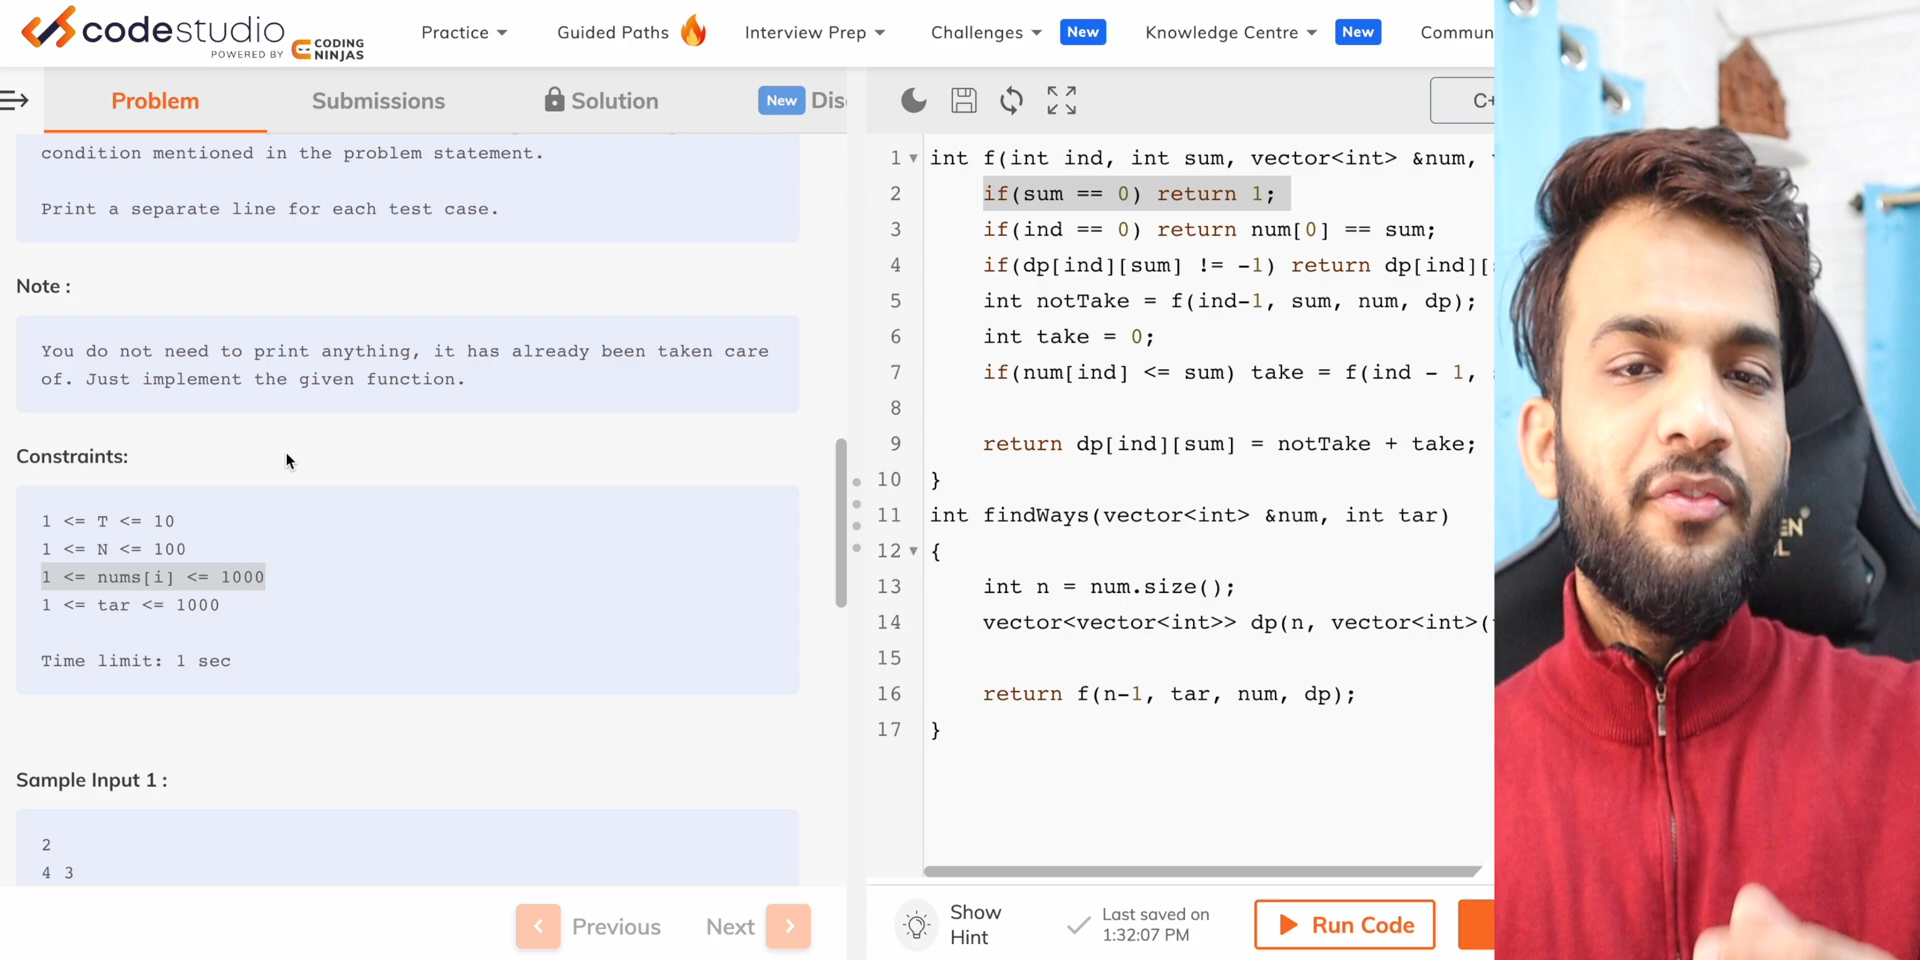 codestudio
POWERED BY CODING NINJAS
Practice
Guided Paths
Interview Prep
Challenges
New
Knowledge Centre
New
Commun
Problem
Submissions
Solution
New
Dis
C+
condition mentioned in the problem statement.
Print a separate line for each test case.
Note :
You do not need to print anything, it has already been taken care
of. Just implement the given function.
Constraints:
1 <= T <= 10
1 <= N <= 100
1 <= nums[i] <= 1000
1 <= tar <= 1000
Time limit: 1 sec
Sample Input 1 :
2
4 3
Previous
Next
1 int f(int ind, int sum, vector<int> &num,
2 if(sum == 0) return 1;
3 if(ind == 0) return num[0] == sum;
4 if(dp[ind][sum] != -1) return dp[ind][
5 int notTake = f(ind-1, sum, num, dp);
6 int take = 0;
7 if(num[ind] <= sum) take = f(ind - 1,
8
9 return dp[ind][sum] = notTake + take;
10 }
11 int findWays(vector<int> &num, int tar)
12 {
13 int n = num.size();
14 vector<vector<int>> dp(n, vector<int>(
15
16 return f(n-1, tar, num, dp);
17 }
Show
Hint
Last saved on
1:32:07 PM
Run Code